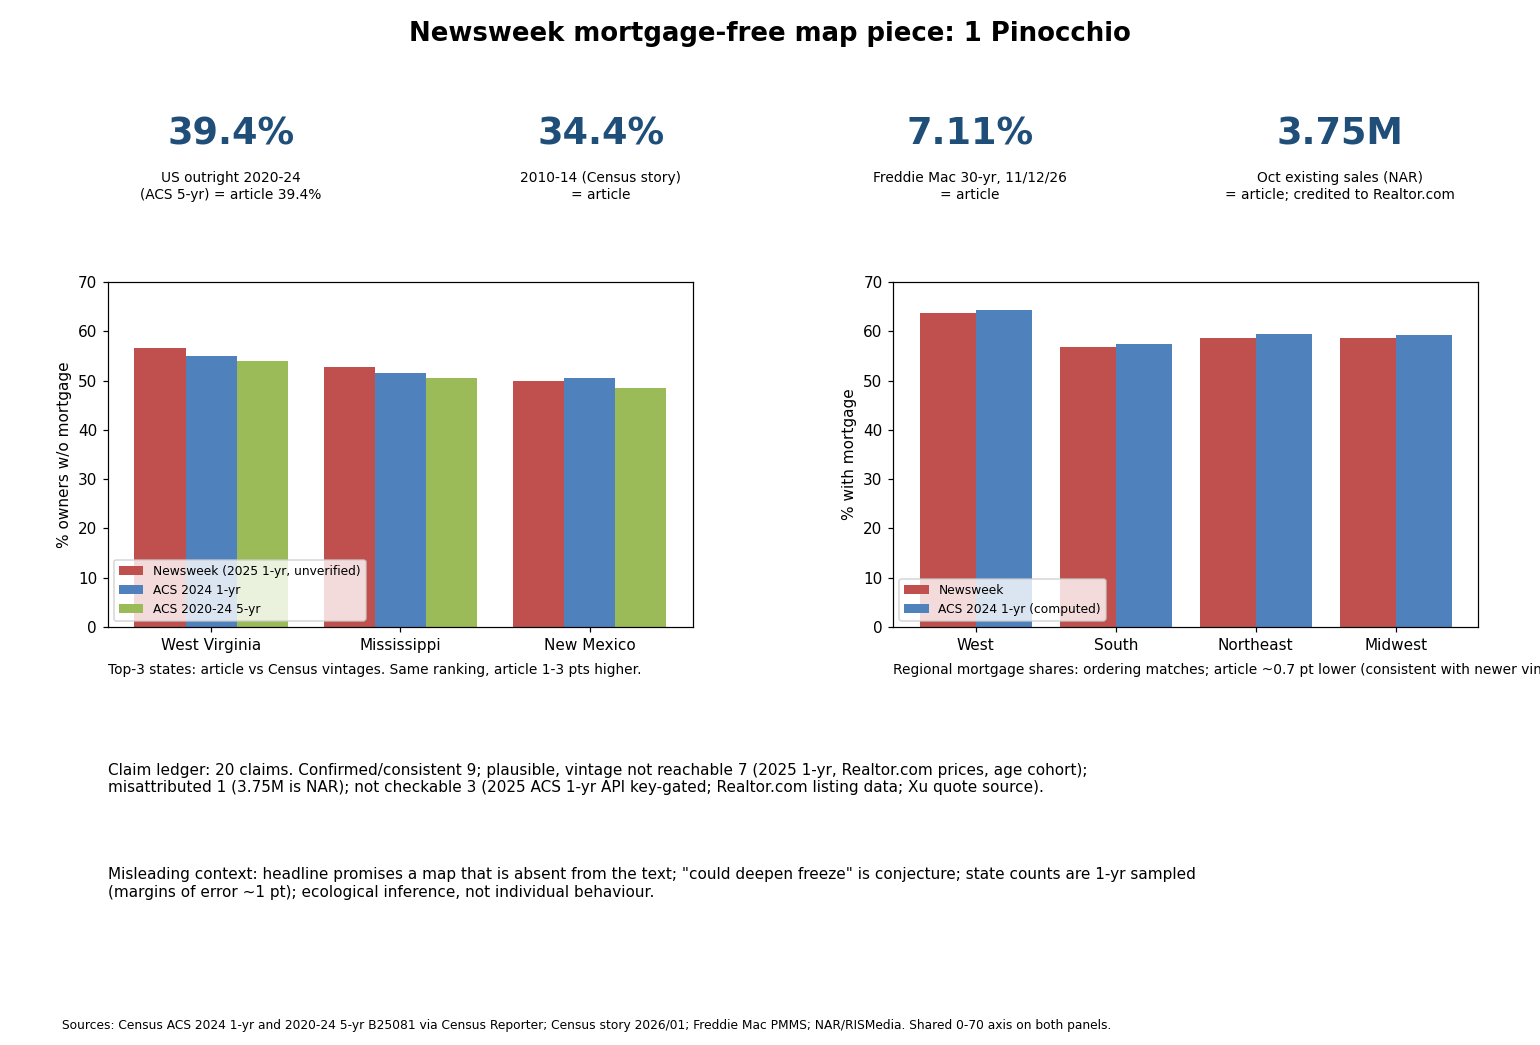 Newsweek mortgage-free map piece: 1 Pinocchio
39.4%
US outright 2020-24
(ACS 5-yr) = article 39.4%
34.4%
2010-14 (Census story)
= article
7.11%
Freddie Mac 30-yr, 11/12/26
= article
3.75M
Oct existing sales (NAR)
= article; credited to Realtor.com
% owners w/o mortgage
70
60
50
40
30
20
10
0
Newsweek (2025 1-yr, unverified)
ACS 2024 1-yr
ACS 2020-24 5-yr
West Virginia
Mississippi
New Mexico
Top-3 states: article vs Census vintages. Same ranking, article 1-3 pts higher.
% with mortgage
70
60
50
40
30
20
10
0
Newsweek
ACS 2024 1-yr (computed)
West
South
Northeast
Midwest
Regional mortgage shares: ordering matches; article ~0.7 pt lower (consistent with newer vin
Claim ledger: 20 claims. Confirmed/consistent 9; plausible, vintage not reachable 7 (2025 1-yr, Realtor.com prices, age cohort);
misattributed 1 (3.75M is NAR); not checkable 3 (2025 ACS 1-yr API key-gated; Realtor.com listing data; Xu quote source).
Misleading context: headline promises a map that is absent from the text; "could deepen freeze" is conjecture; state counts are 1-yr sampled
(margins of error ~1 pt); ecological inference, not individual behaviour.
Sources: Census ACS 2024 1-yr and 2020-24 5-yr B25081 via Census Reporter; Census story 2026/01; Freddie Mac PMMS; NAR/RISMedia. Shared 0-70 axis on both panels.